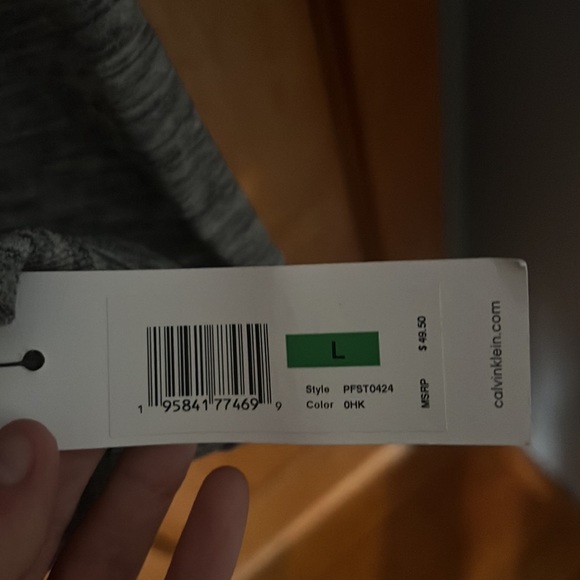 L
Style PFST0424
Color 0HK
1 95841 77469 9
MSRP $49.50
calvinklein.com